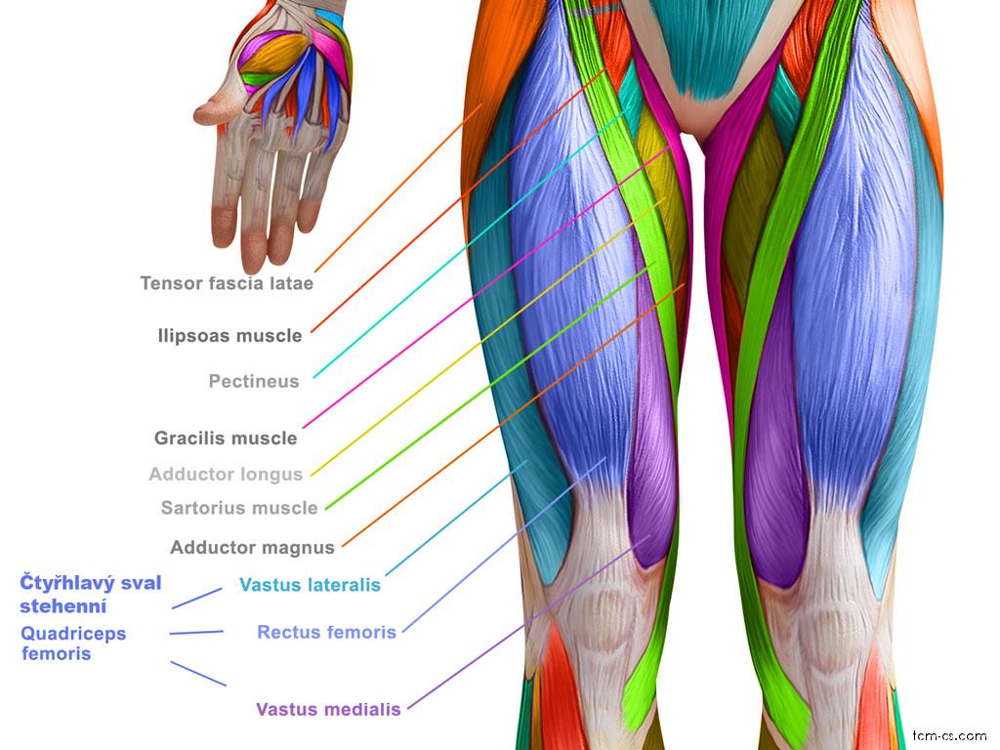 Tensor fascia latae
Ilipsoas muscle
Pectineus
Gracilis muscle
Adductor longus
Sartorius muscle
Adductor magnus
Čtyřhlavý sval
stehenní
Quadriceps
femoris
Vastus lateralis
Rectus femoris
Vastus medialis
tcm-cs.com